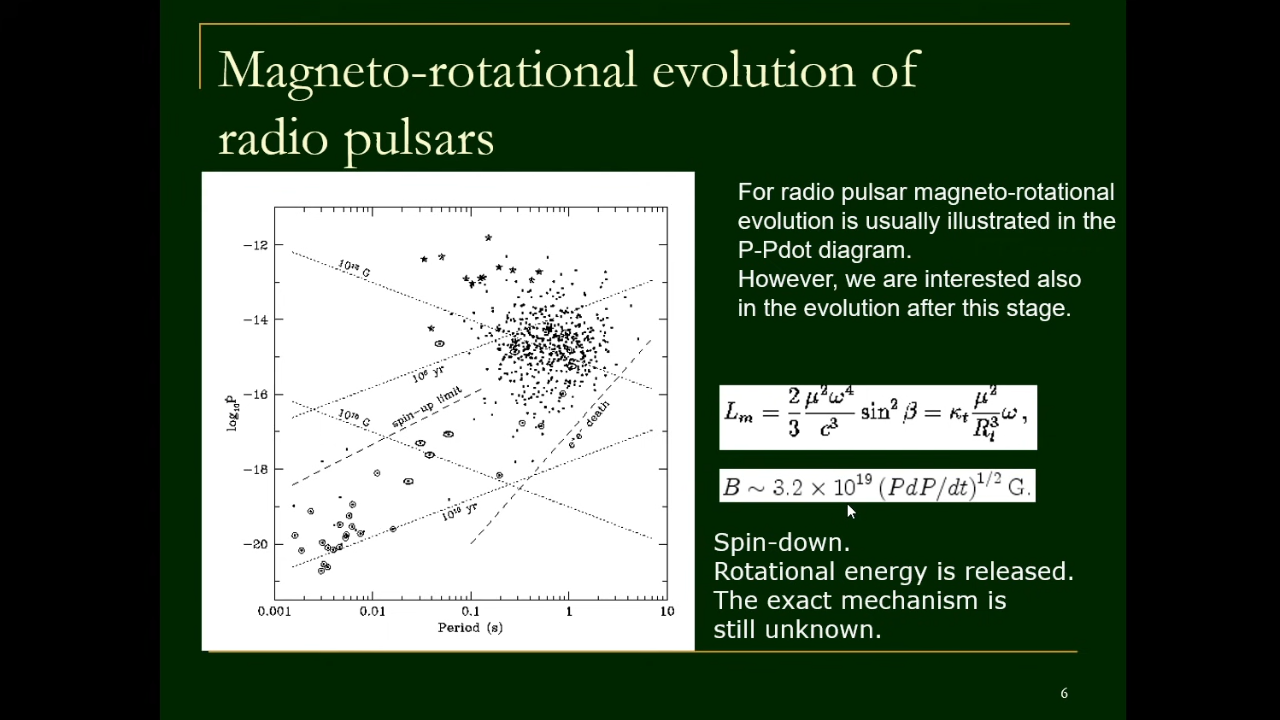 Magneto-rotational evolution of
radio pulsars
For radio pulsar magneto-rotational
evolution is usually illustrated in the
P-Pdot diagram.
However, we are interested also
in the evolution after this stage.
L_m = 2/3 μ²ω⁴/c³ sin² β = κ_t μ²/R_t³ ω,
B ~ 3.2 × 10¹⁹ (PdP/dt)^1/2 G.
Spin-down.
Rotational energy is released.
The exact mechanism is
still unknown.
−12
−14
−16
−18
−20
log₁₀Ṗ
G
10⁶ yr
spin-up limit
10¹⁰ G
e⁺e⁻ death
10¹⁰ yr
0.001
0.01
0.1
1
10
Period (s)
6